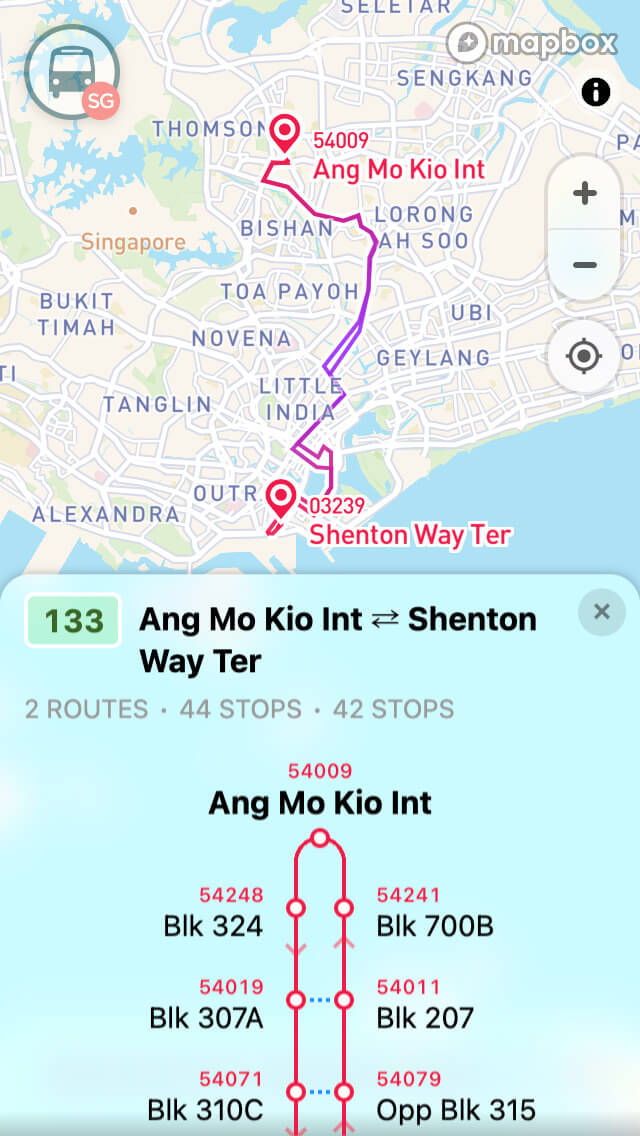 SELETAR
mapbox
SENGKANG
SG
THOMSON
54009
Ang Mo Kio Int
LORONG
AH SOO
BISHAN
Singapore
TOA PAYOH
BUKIT
TIMAH
UBI
NOVENA
GEYLANG
LITTLE
INDIA
TANGLIN
OUTR
ALEXANDRA
03239
Shenton Way Ter
133
Ang Mo Kio Int ⇄ Shenton
Way Ter
2 ROUTES · 44 STOPS · 42 STOPS
54009
Ang Mo Kio Int
54248
Blk 324
54241
Blk 700B
54019
Blk 307A
54011
Blk 207
54071
Blk 310C
54079
Opp Blk 315